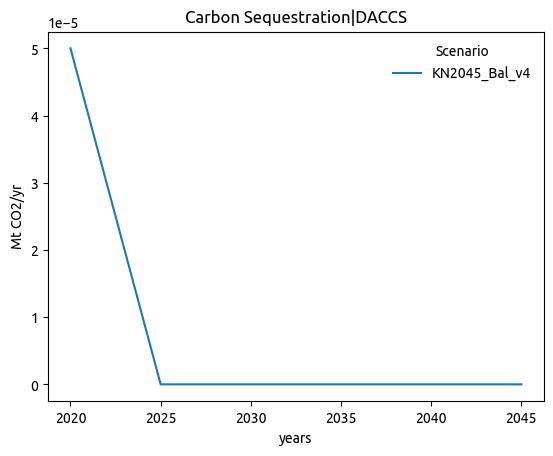 Carbon Sequestration|DACCS
1e−5
Scenario
KN2045_Bal_v4
Mt CO2/yr
5
4
3
2
1
0
2020 2025 2030 2035 2040 2045
years